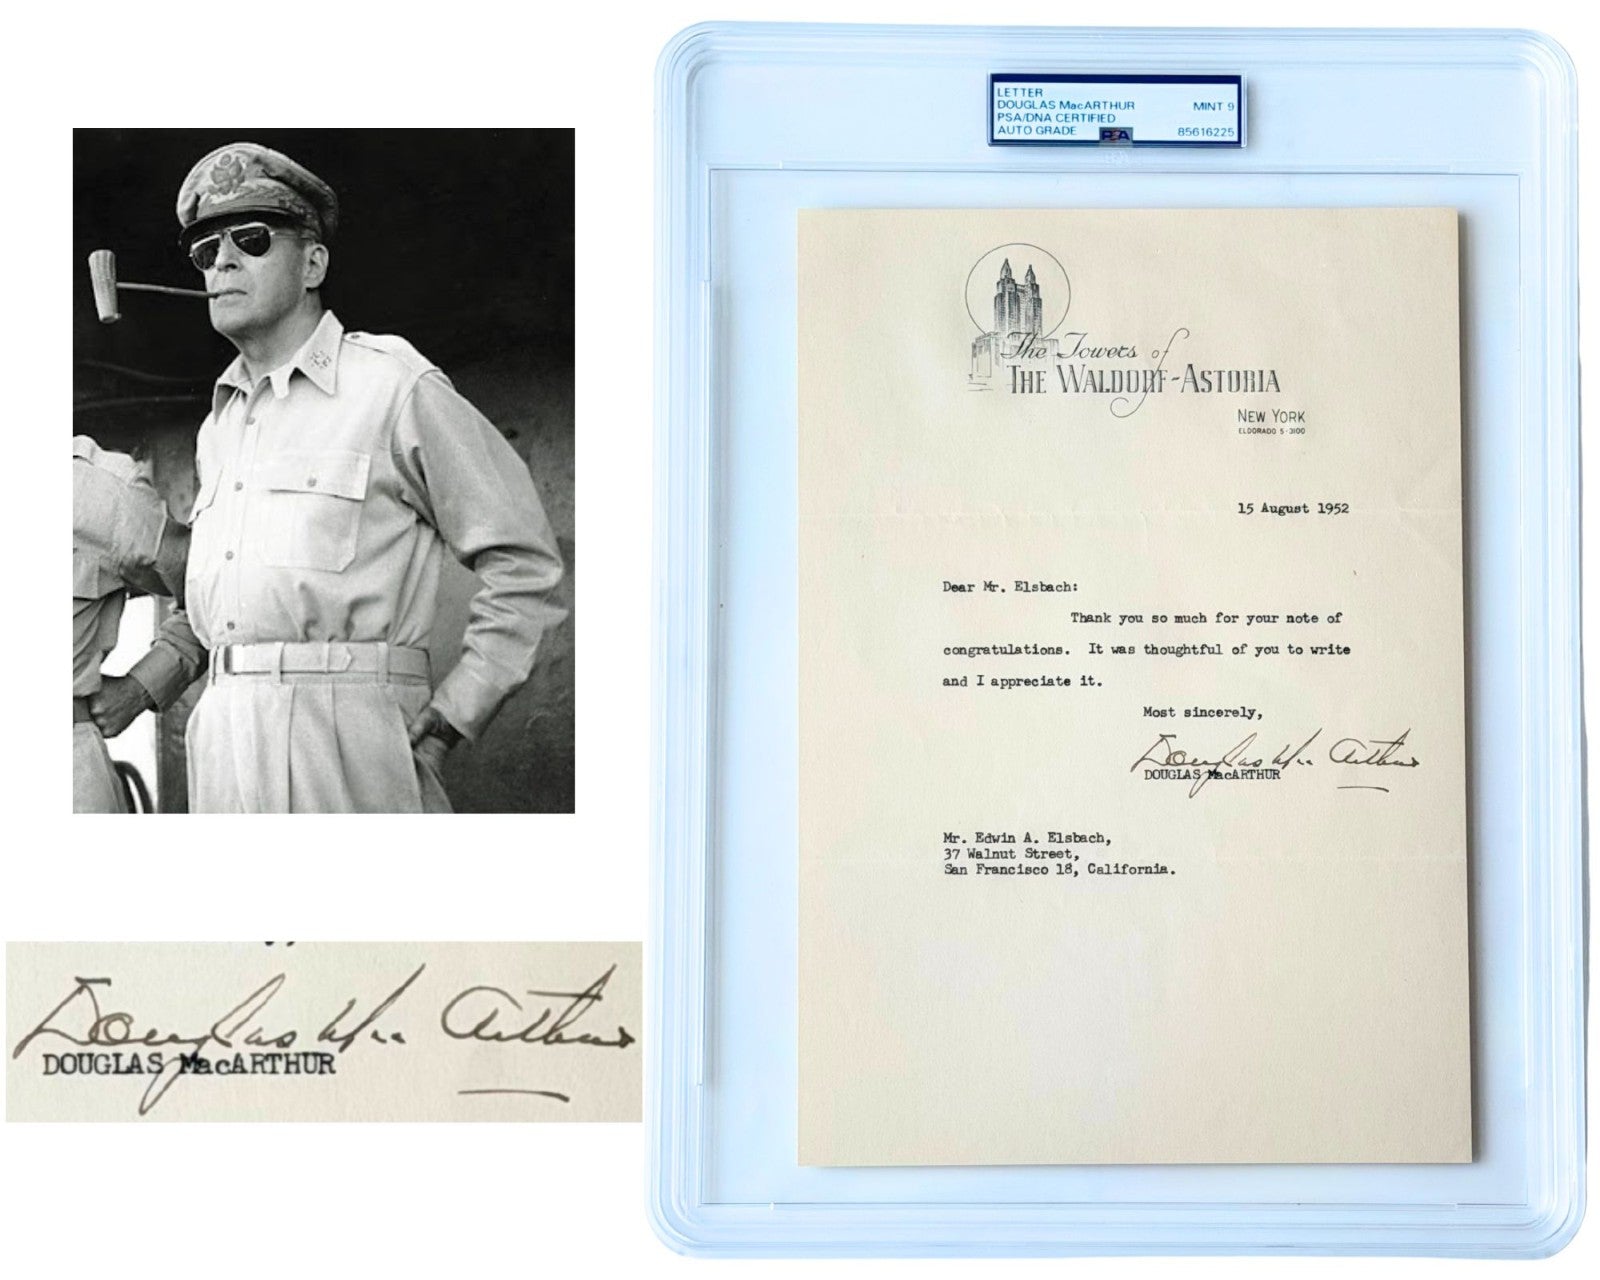 LETTER
DOUGLAS MacARTHUR MINT 9
PSA/DNA CERTIFIED
AUTO GRADE PSA 85616225
The Towers of
THE WALDORF-ASTORIA
NEW YORK
ELDORADO 5-3100
15 August 1952
Dear Mr. Elsbach:
Thank you so much for your note of
congratulations. It was thoughtful of you to write
and I appreciate it.
Most sincerely,
Douglas MacArthur
DOUGLAS MacARTHUR
Mr. Edwin A. Elsbach,
37 Walnut Street,
San Francisco 18, California.
Douglas MacArthur
DOUGLAS MacARTHUR